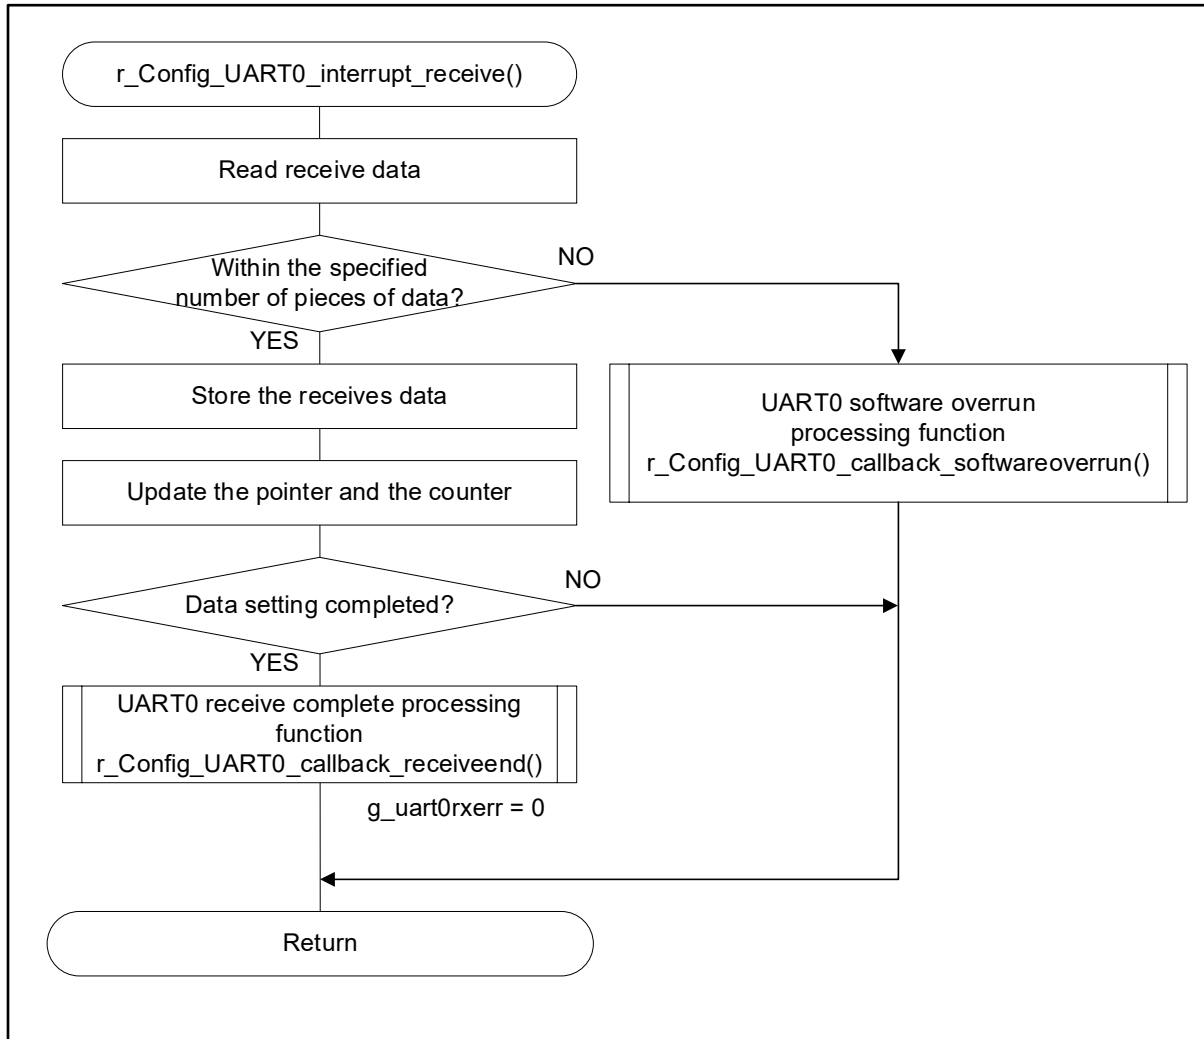 r_Config_UART0_interrupt_receive()
Read receive data
Within the specified
number of pieces of data?
NO
YES
Store the receives data
UART0 software overrun
processing function
r_Config_UART0_callback_softwareoverrun()
Update the pointer and the counter
Data setting completed?
NO
YES
UART0 receive complete processing
function
r_Config_UART0_callback_receiveend()
g_uart0rxerr = 0
Return